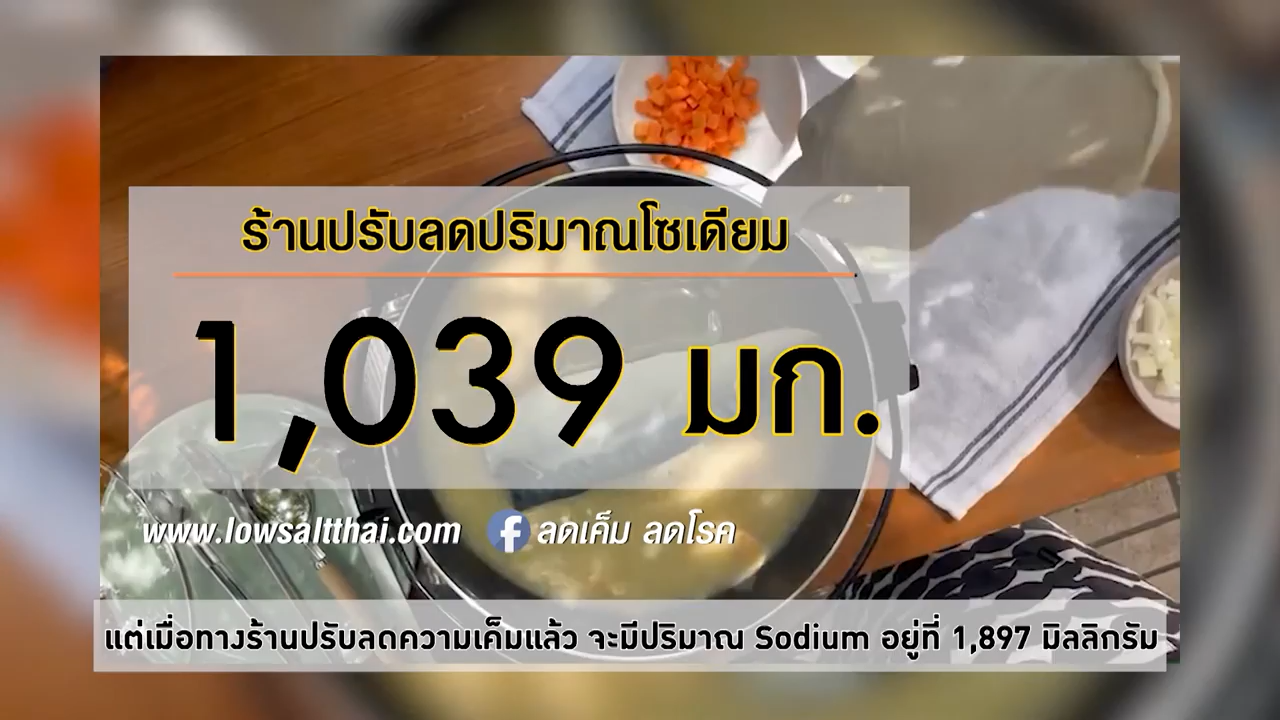 ร้านปรับลดปริมาณโซเดียม
1,039 มก.
www.lowsaltthai.com ลดเค็ม ลดโรค
แต่เมื่อทางร้านปรับลดความเค็มแล้ว จะมีปริมาณ Sodium อยู่ที่ 1,897 มิลลิกรัม